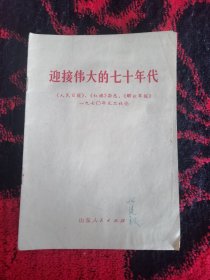 迎接伟大的七十年代
《人民日报》、《红旗》杂志、《解放军报》
一九七〇年元旦社论
山东人民出版社